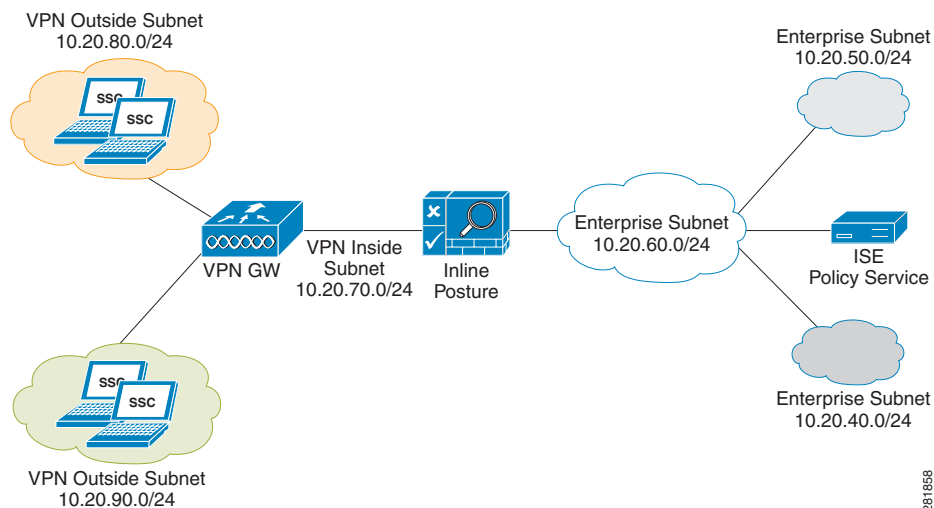 VPN Outside Subnet
10.20.80.0/24
SSC
SSC
Enterprise Subnet
10.20.50.0/24
VPN GW
VPN Inside
Subnet
10.20.70.0/24
Inline
Posture
Enterprise Subnet
10.20.60.0/24
ISE
Policy Service
SSC
SSC
VPN Outside Subnet
10.20.90.0/24
Enterprise Subnet
10.20.40.0/24
281858